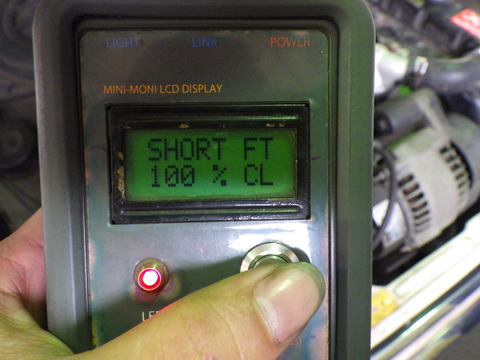 LIGHT LINK POWER
MINI-MONI LCD DISPLAY
SHORT FT
100 % CL